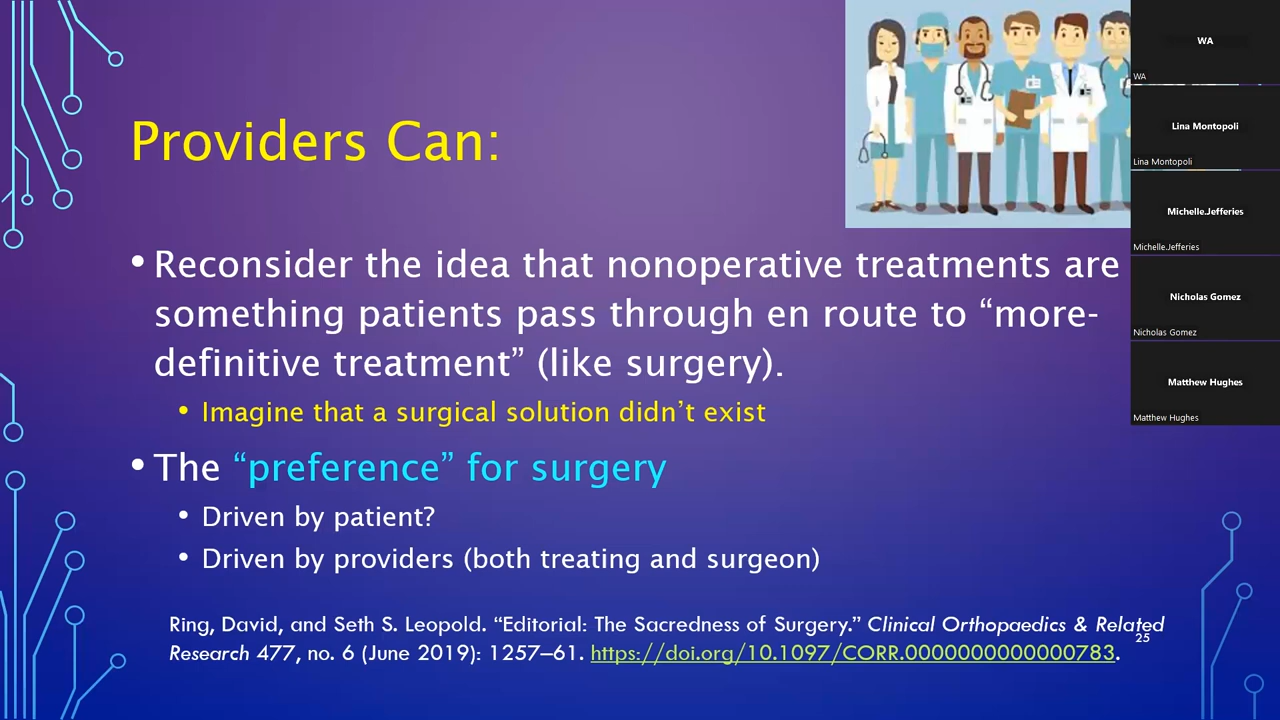 Providers Can:
• Reconsider the idea that nonoperative treatments are
something patients pass through en route to “more-
definitive treatment” (like surgery).
• Imagine that a surgical solution didn’t exist
• The “preference” for surgery
• Driven by patient?
• Driven by providers (both treating and surgeon)
Ring, David, and Seth S. Leopold. “Editorial: The Sacredness of Surgery.” Clinical Orthopaedics & Related
Research 477, no. 6 (June 2019): 1257–61. https://doi.org/10.1097/CORR.0000000000000783.
25
WA
WA
Lina Montopoli
Lina Montopoli
Michelle.Jefferies
Michelle.Jefferies
Nicholas Gomez
Nicholas Gomez
Matthew Hughes
Matthew Hughes